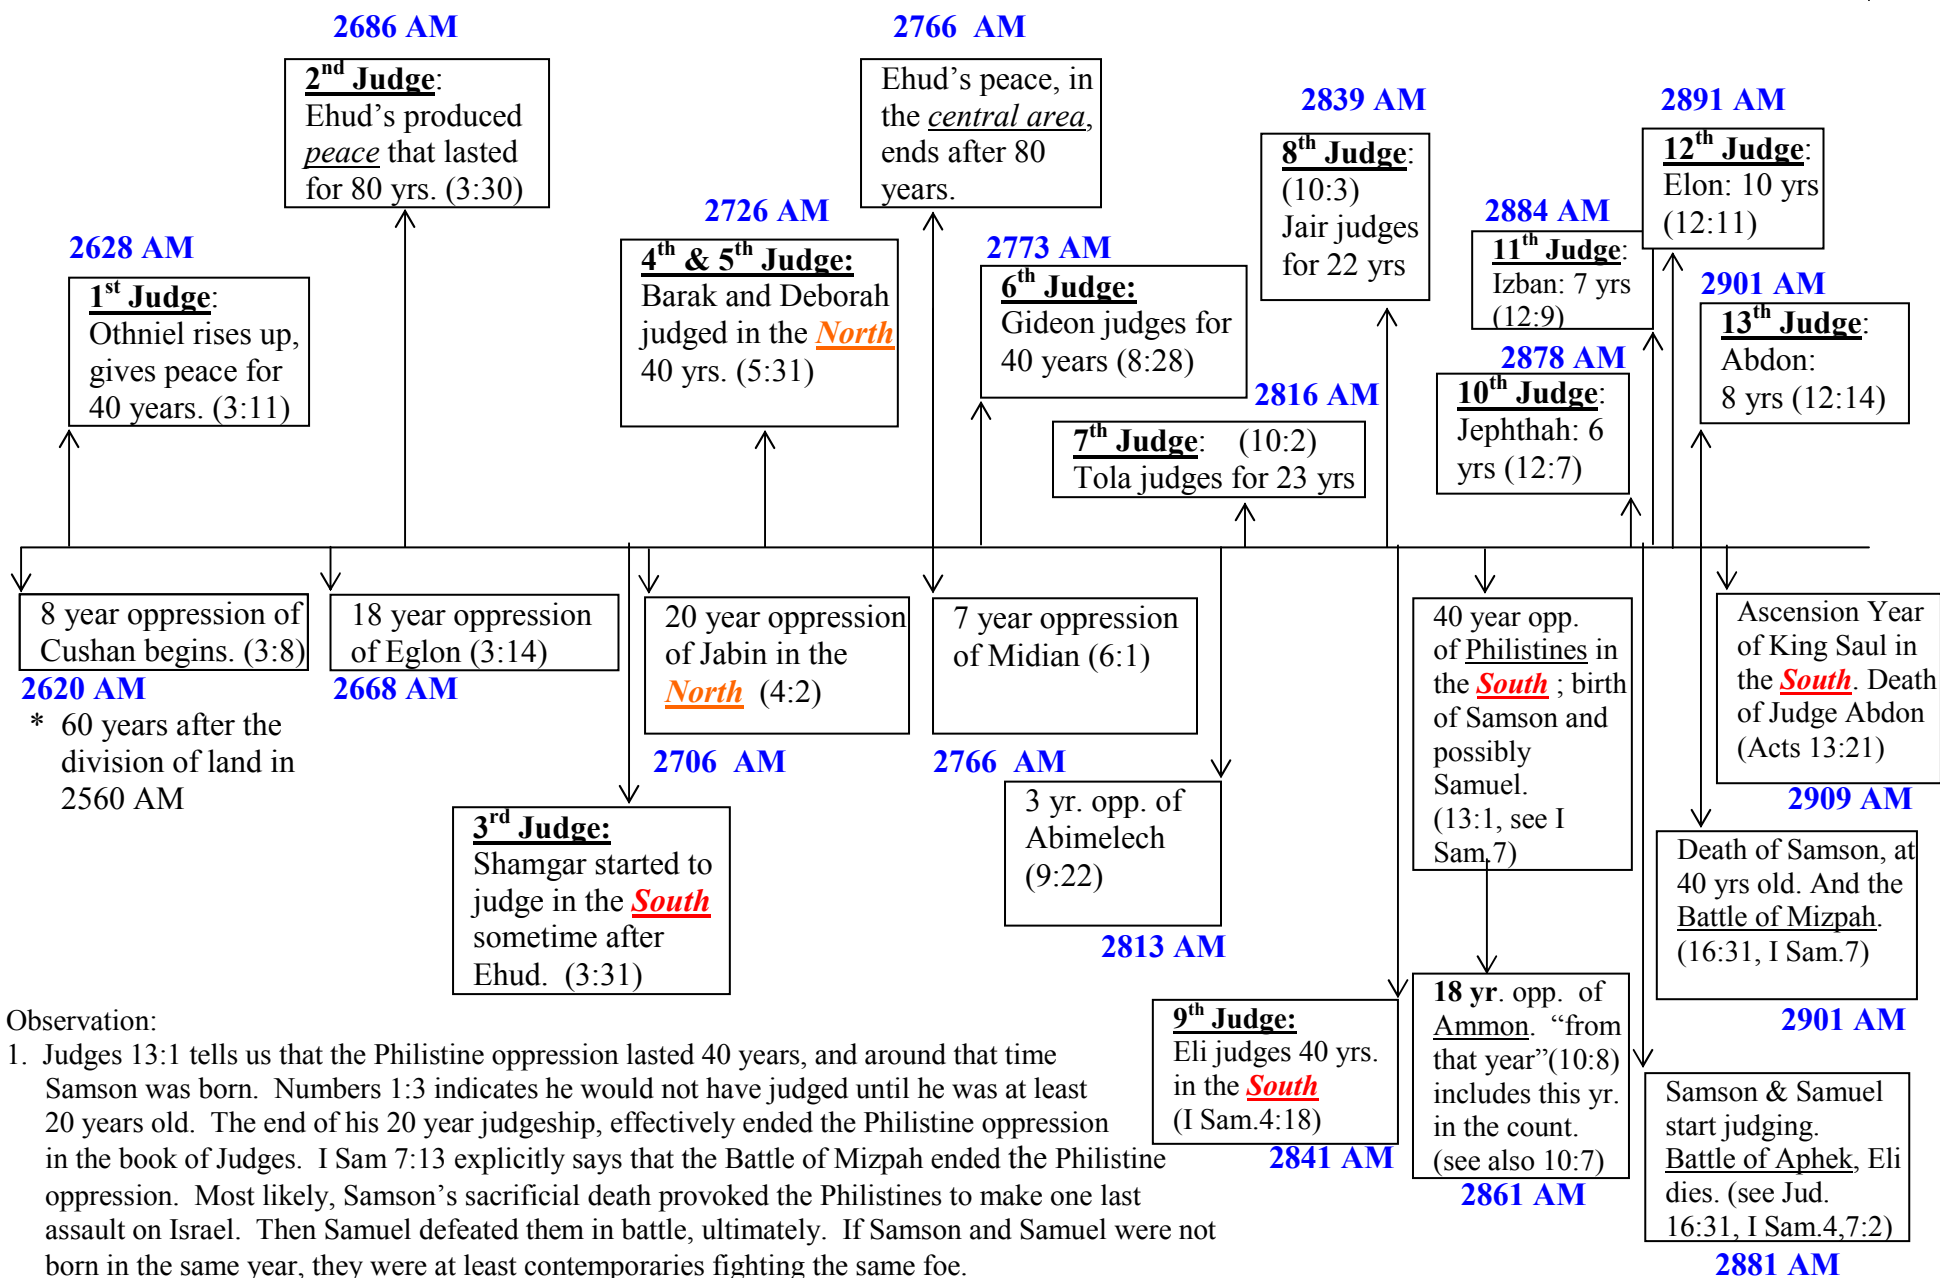 2686 AM
2nd Judge:
Ehud’s produced
peace that lasted
for 80 yrs. (3:30)
2766 AM
Ehud’s peace, in
the central area,
ends after 80
years.
2839 AM
8th Judge:
(10:3)
Jair judges
for 22 yrs
2891 AM
12th Judge:
Elon: 10 yrs
(12:11)
2628 AM
1st Judge:
Othniel rises up,
gives peace for
40 years. (3:11)
2726 AM
4th & 5th Judge:
Barak and Deborah
judged in the North
40 yrs. (5:31)
2773 AM
6th Judge:
Gideon judges for
40 years (8:28)
2816 AM
7th Judge: (10:2)
Tola judges for 23 yrs
2884 AM
11th Judge:
Izban: 7 yrs
(12:9)
2878 AM
10th Judge:
Jephthah: 6
yrs (12:7)
2901 AM
13th Judge:
Abdon:
8 yrs (12:14)
8 year oppression of
Cushan begins. (3:8)
2620 AM
* 60 years after the
division of land in
2560 AM
18 year oppression
of Eglon (3:14)
2668 AM
3rd Judge:
Shamgar started to
judge in the South
sometime after
Ehud. (3:31)
20 year oppression
of Jabin in the
North (4:2)
2706 AM
7 year oppression
of Midian (6:1)
2766 AM
3 yr. opp. of
Abimelech
(9:22)
2813 AM
9th Judge:
Eli judges 40 yrs.
in the South
(I Sam.4:18)
2841 AM
40 year opp.
of Philistines in
the South ; birth
of Samson and
possibly
Samuel.
(13:1, see I
Sam.7)
18 yr. opp. of
Ammon. “from
that year”(10:8)
includes this yr.
in the count.
(see also 10:7)
2861 AM
Ascension Year
of King Saul in
the South. Death
of Judge Abdon
(Acts 13:21)
2909 AM
Death of Samson, at
40 yrs old. And the
Battle of Mizpah.
(16:31, I Sam.7)
2901 AM
Samson & Samuel
start judging.
Battle of Aphek, Eli
dies. (see Jud.
16:31, I Sam.4,7:2)
2881 AM
Observation:
1. Judges 13:1 tells us that the Philistine oppression lasted 40 years, and around that time
Samson was born. Numbers 1:3 indicates he would not have judged until he was at least
20 years old. The end of his 20 year judgeship, effectively ended the Philistine oppression
in the book of Judges. I Sam 7:13 explicitly says that the Battle of Mizpah ended the Philistine
oppression. Most likely, Samson’s sacrificial death provoked the Philistines to make one last
assault on Israel. Then Samuel defeated them in battle, ultimately. If Samson and Samuel were not
born in the same year, they were at least contemporaries fighting the same foe.